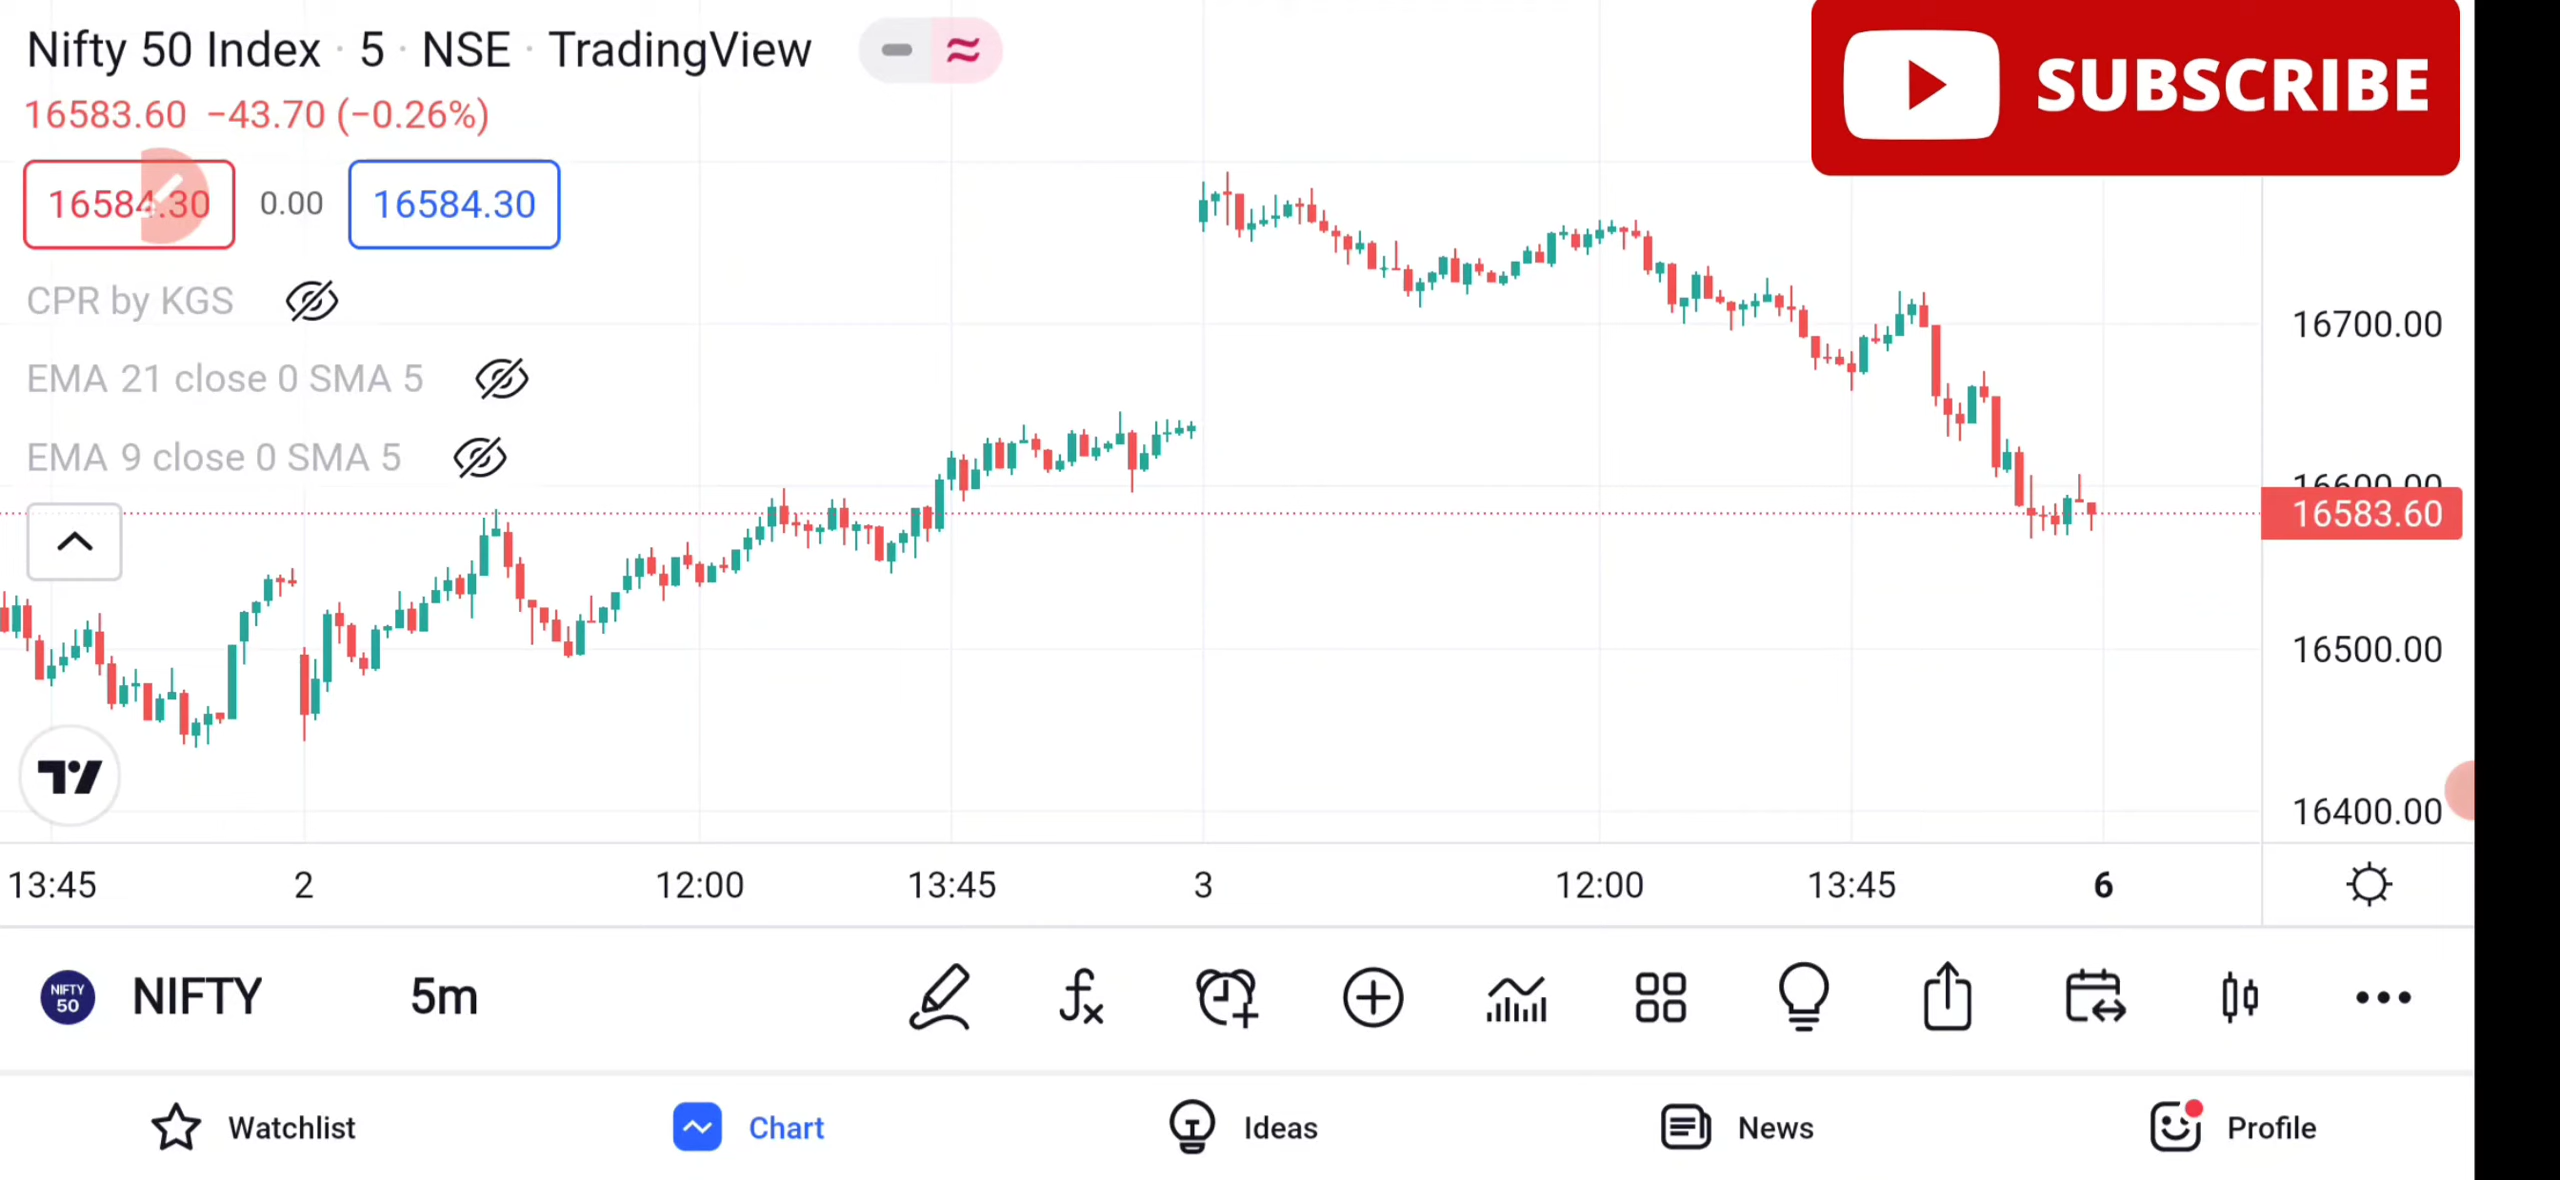 Nifty 50 Index · 5 · NSE · TradingView
SUBSCRIBE
16583.60 −43.70 (−0.26%)
16584.30 0.00 16584.30
CPR by KGS
EMA 21 close 0 SMA 5
EMA 9 close 0 SMA 5
16700.00
16600.00
16583.60
16500.00
16400.00
13:45 2 12:00 13:45 3 12:00 13:45 6
NIFTY 50 NIFTY 5m
Watchlist Chart Ideas News Profile